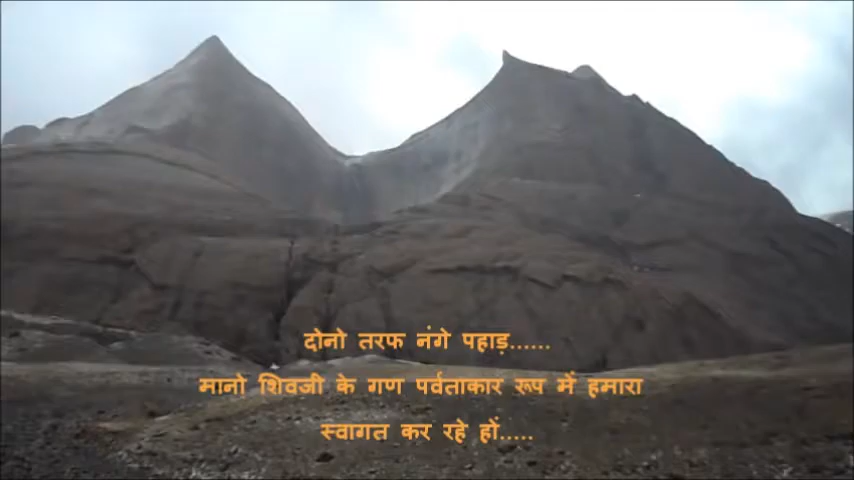 दोनो तरफ नंगे पहाड़......
मानो शिवजी के गण पर्वताकार रूप में हमारा
स्वागत कर रहे हों.....